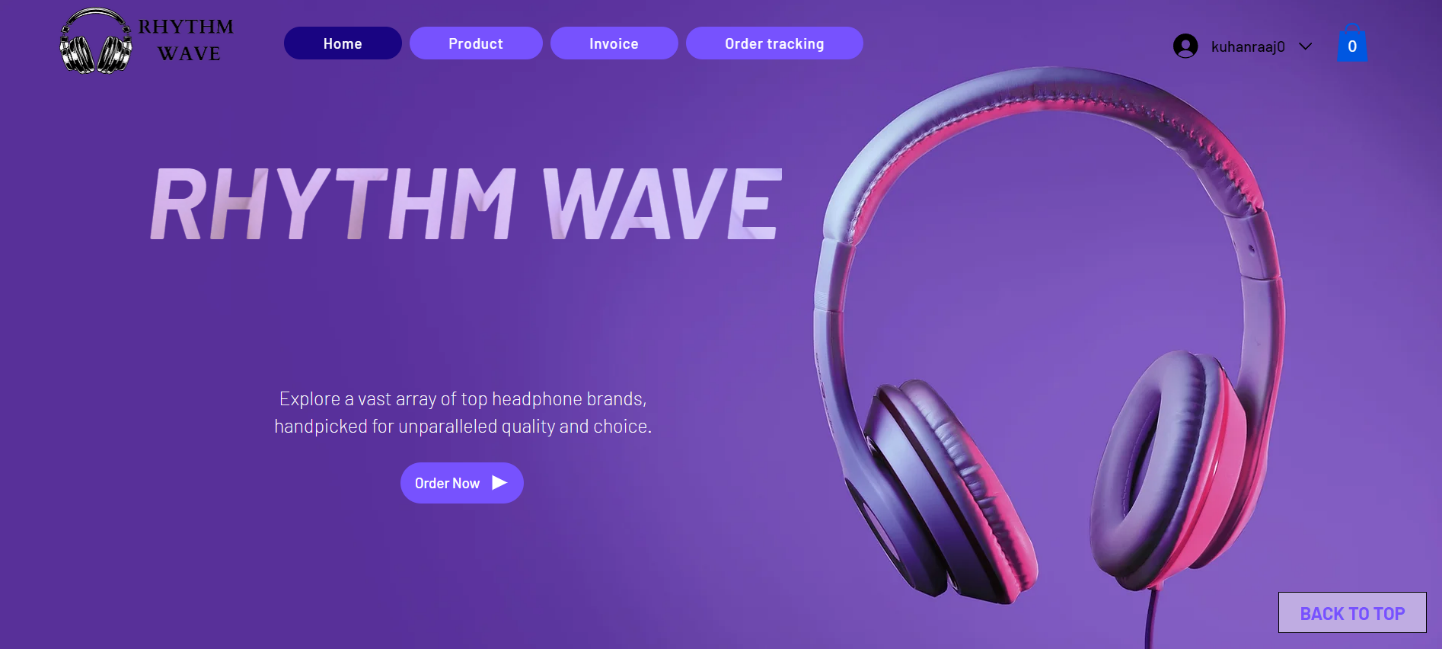 RHYTHM
WAVE
Home
Product
Invoice
Order tracking
kuhanraaj0
0
RHYTHM WAVE
Explore a vast array of top headphone brands,
handpicked for unparalleled quality and choice.
Order Now
BACK TO TOP